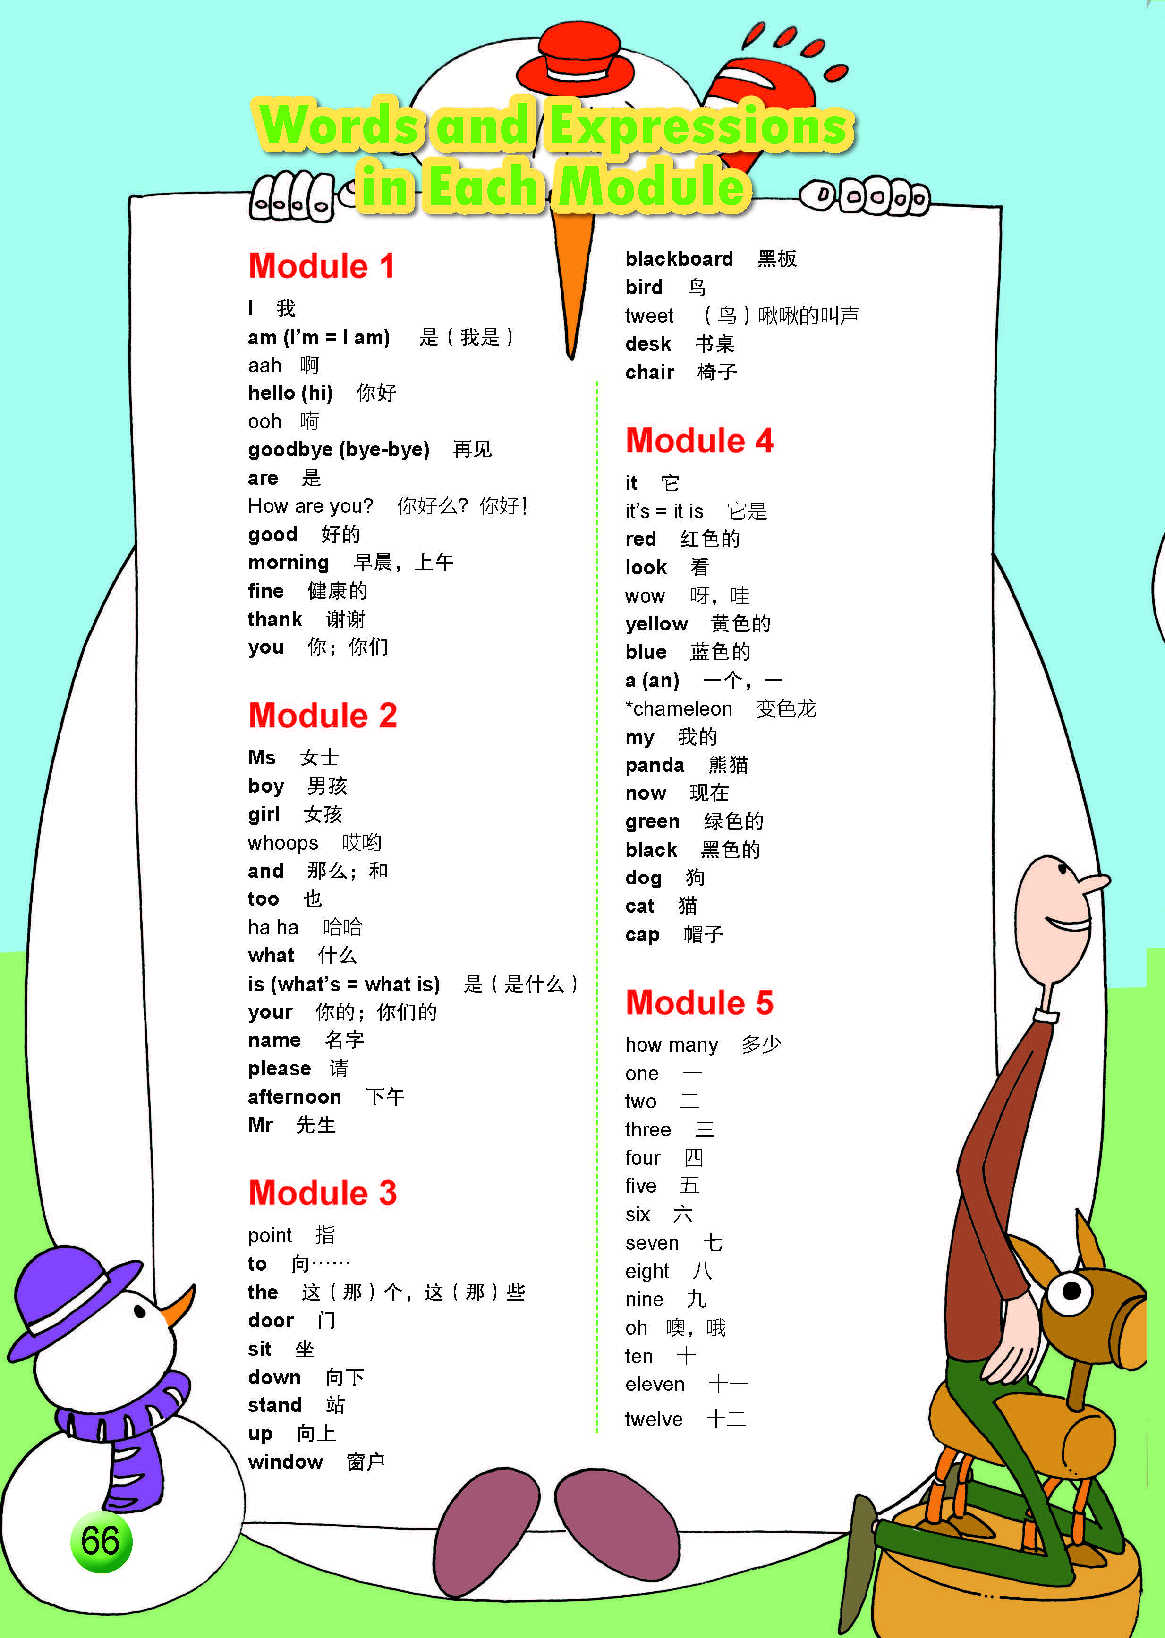 Words and Expressions
in Each Module
Module 1
I 我
am (I'm = I am) 是（我是）
aah 啊
hello (hi) 你好
ooh 嗬
goodbye (bye-bye) 再见
are 是
How are you? 你好么？你好！
good 好的
morning 早晨，上午
fine 健康的
thank 谢谢
you 你；你们
Module 2
Ms 女士
boy 男孩
girl 女孩
whoops 哎哟
and 那么；和
too 也
ha ha 哈哈
what 什么
is (what's = what is) 是（是什么）
your 你的；你们的
name 名字
please 请
afternoon 下午
Mr 先生
Module 3
point 指
to 向……
the 这（那）个，这（那）些
door 门
sit 坐
down 向下
stand 站
up 向上
window 窗户
blackboard 黑板
bird 鸟
tweet （鸟）啾啾的叫声
desk 书桌
chair 椅子
Module 4
it 它
it's = it is 它是
red 红色的
look 看
wow 呀，哇
yellow 黄色的
blue 蓝色的
a (an) 一个，一
*chameleon 变色龙
my 我的
panda 熊猫
now 现在
green 绿色的
black 黑色的
dog 狗
cat 猫
cap 帽子
Module 5
how many 多少
one 一
two 二
three 三
four 四
five 五
six 六
seven 七
eight 八
nine 九
oh 噢，哦
ten 十
eleven 十一
twelve 十二
66